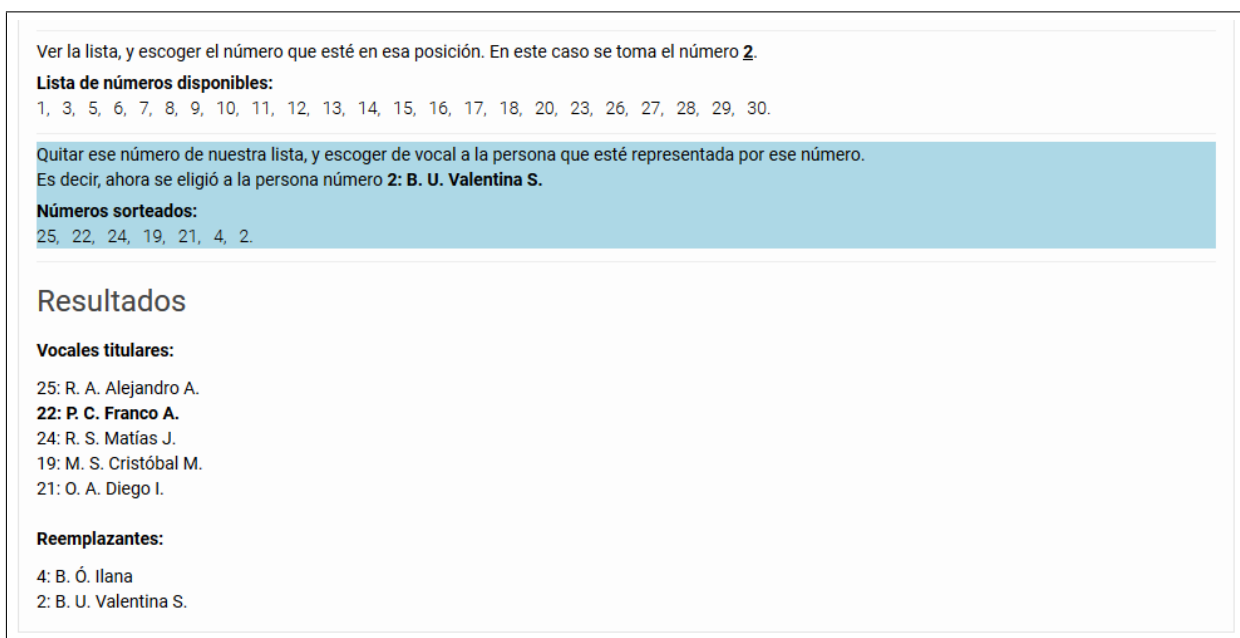 Ver la lista, y escoger el número que esté en esa posición. En este caso se toma el número 2.
Lista de números disponibles:
1, 3, 5, 6, 7, 8, 9, 10, 11, 12, 13, 14, 15, 16, 17, 18, 20, 23, 26, 27, 28, 29, 30.
Quitar ese número de nuestra lista, y escoger de vocal a la persona que esté representada por ese número.
Es decir, ahora se eligió a la persona número 2: B. U. Valentina S.
Números sorteados:
25, 22, 24, 19, 21, 4, 2.
Resultados
Vocales titulares:
25: R. A. Alejandro A.
22: P. C. Franco A.
24: R. S. Matías J.
19: M. S. Cristóbal M.
21: O. A. Diego I.
Reemplazantes:
4: B. Ó. Ilana
2: B. U. Valentina S.